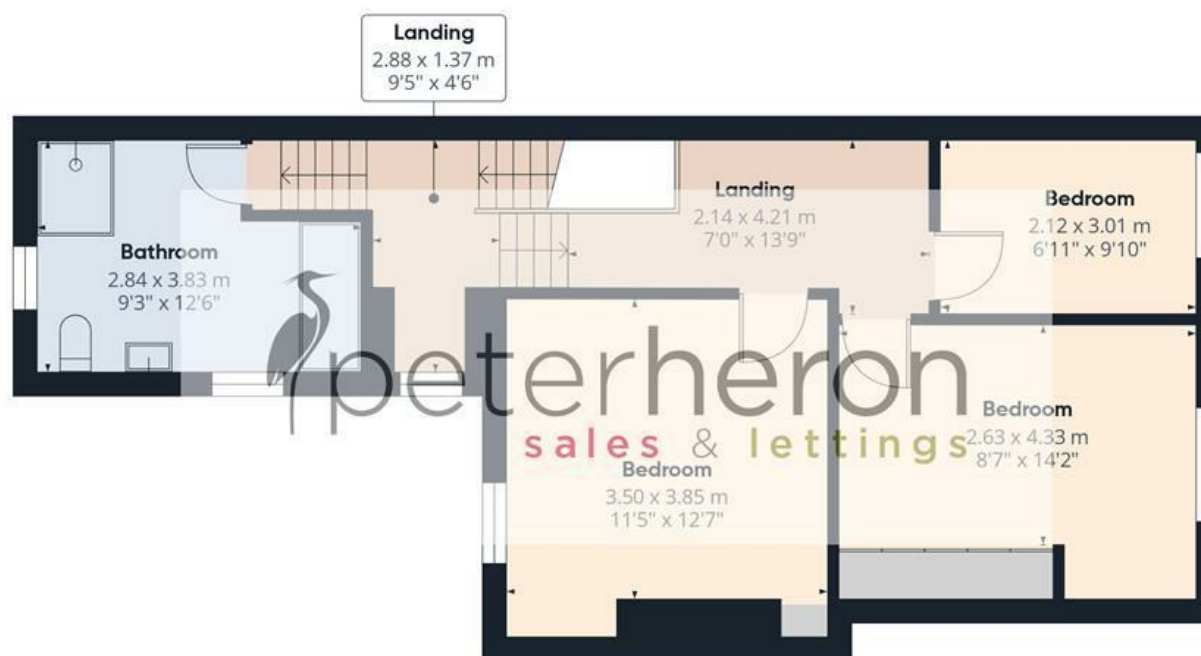 Landing
2.88 x 1.37 m
9'5" x 4'6"
Landing
2.14 x 4.21 m
7'0" x 13'9"
Bedroom
2.12 x 3.01 m
6'11" x 9'10"
Bathroom
2.84 x 3.83 m
9'3" x 12'6"
peterheron
sales & lettings
Bedroom
2.63 x 4.33 m
8'7" x 14'2"
Bedroom
3.50 x 3.85 m
11'5" x 12'7"